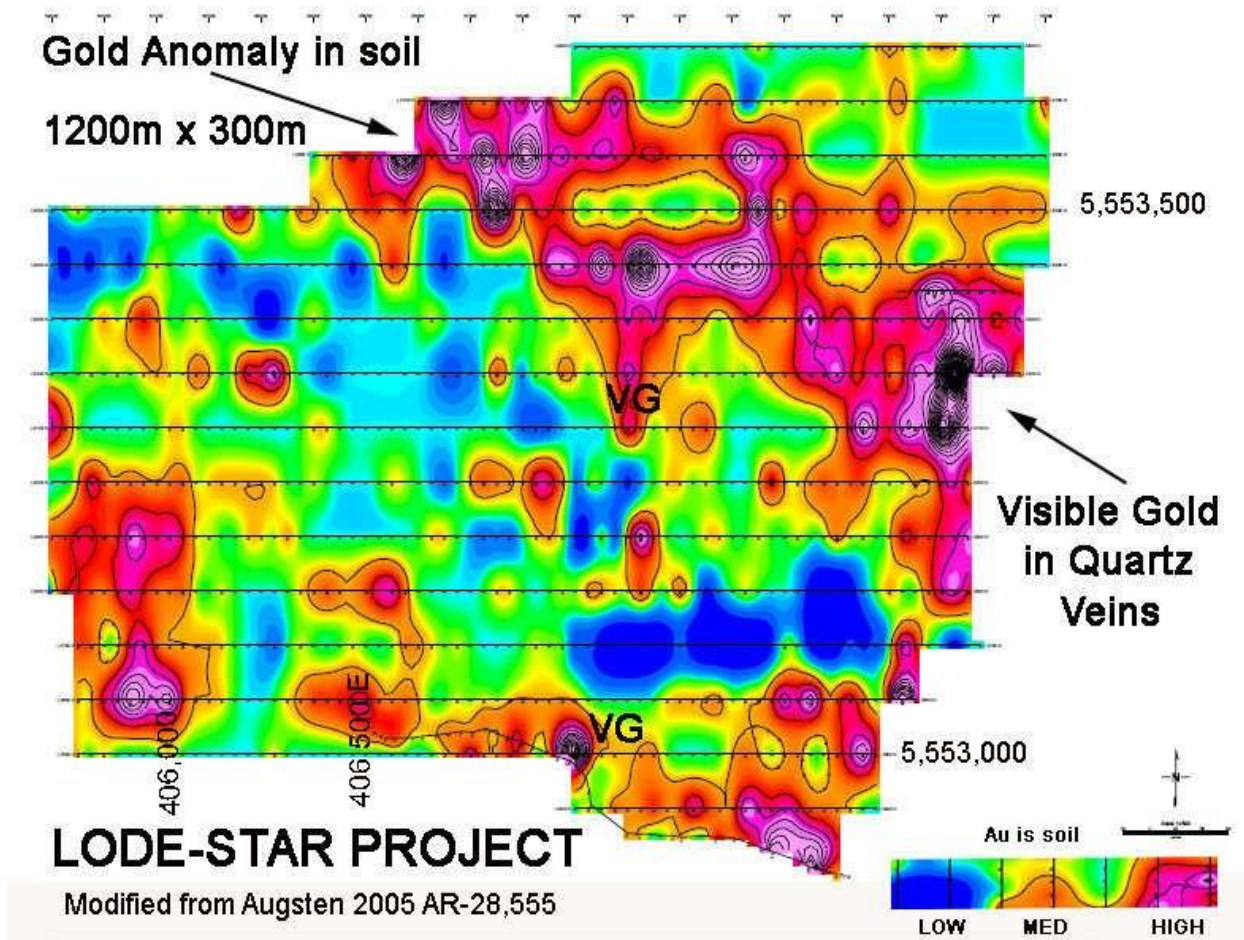 Gold Anomaly in soil
1200m x 300m
5,553,500
VG
Visible Gold
in Quartz
Veins
406,000
406,500E
VG
5,553,000
N
LODE-STAR PROJECT
Modified from Augsten 2005 AR-28,555
Au is soil
LOW MED HIGH